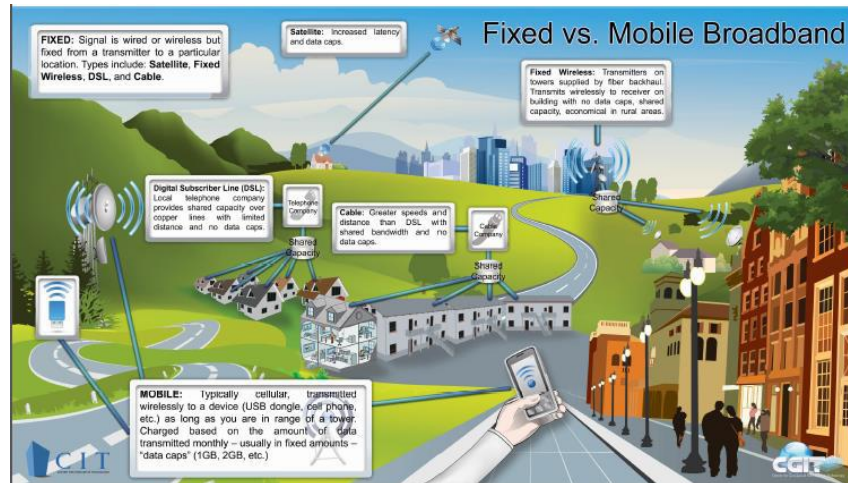 Fixed vs. Mobile Broadband
FIXED: Signal is wired or wireless but
fixed from a transmitter to a particular
location. Types include: Satellite, Fixed
Wireless, DSL, and Cable.
Satellite: Increased latency
and data caps.
Fixed Wireless: Transmitters on
towers supplied by fiber backhaul.
Transmits wirelessly to receiver on
building with no data caps, shared
capacity, economical in rural areas.
Digital Subscriber Line (DSL):
Local telephone company
provides shared capacity over
copper lines with limited
distance and no data caps.
Telephone
Company
Shared
Capacity
Cable: Greater speeds and
distance than DSL with
shared bandwidth and no
data caps.
Cable
Company
Shared
Capacity
Shared
Capacity
MOBILE: Typically cellular, transmitted
wirelessly to a device (USB dongle, cell phone,
etc.) as long as you are in range of a tower.
Charged based on the amount of data
transmitted monthly – usually in fixed amounts –
“data caps” (1GB, 2GB, etc.)
CIT
CGIT